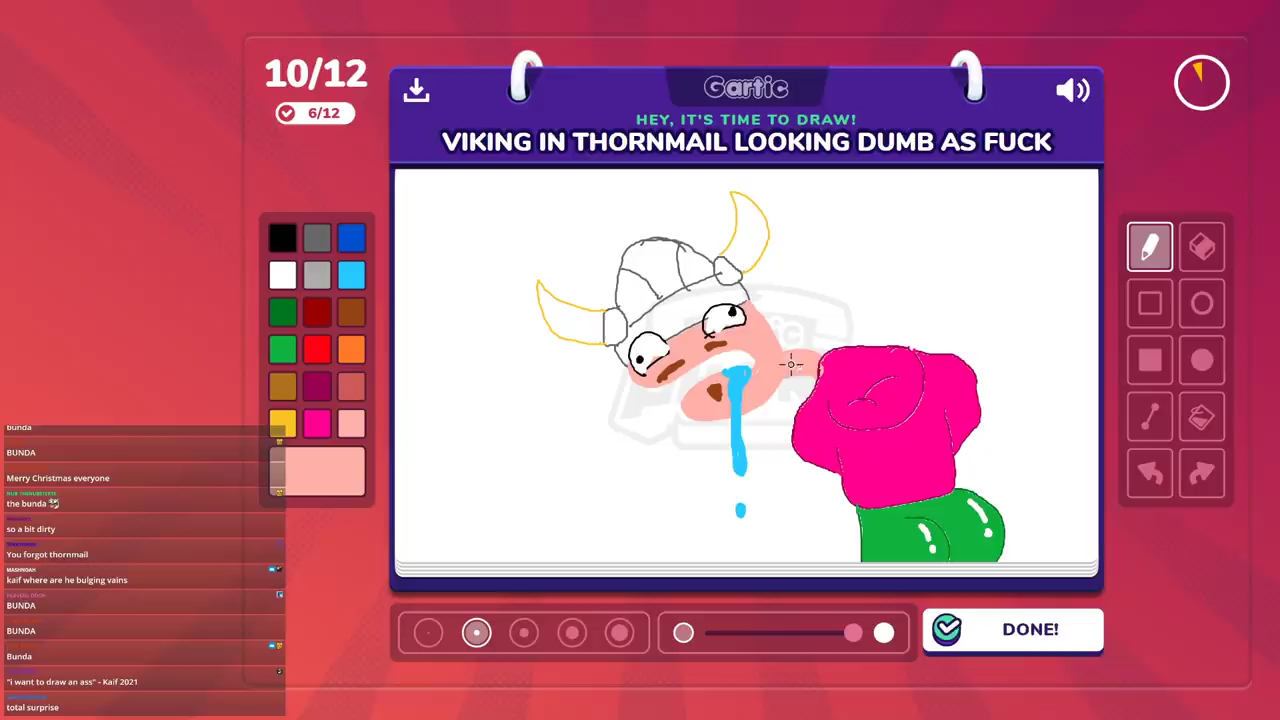 10/12
6/12
Gartic
HEY, IT'S TIME TO DRAW!
VIKING IN THORNMAIL LOOKING DUMB AS FUCK
bunda
BUNDA
Merry Christmas everyone
the bunda
so a bit dirty
You forgot thornmail
MASHNOAH
kaif where are he bulging vains
BUNDA
BUNDA
Bunda
"i want to draw an ass" - Kaif 2021
total surprise
DONE!